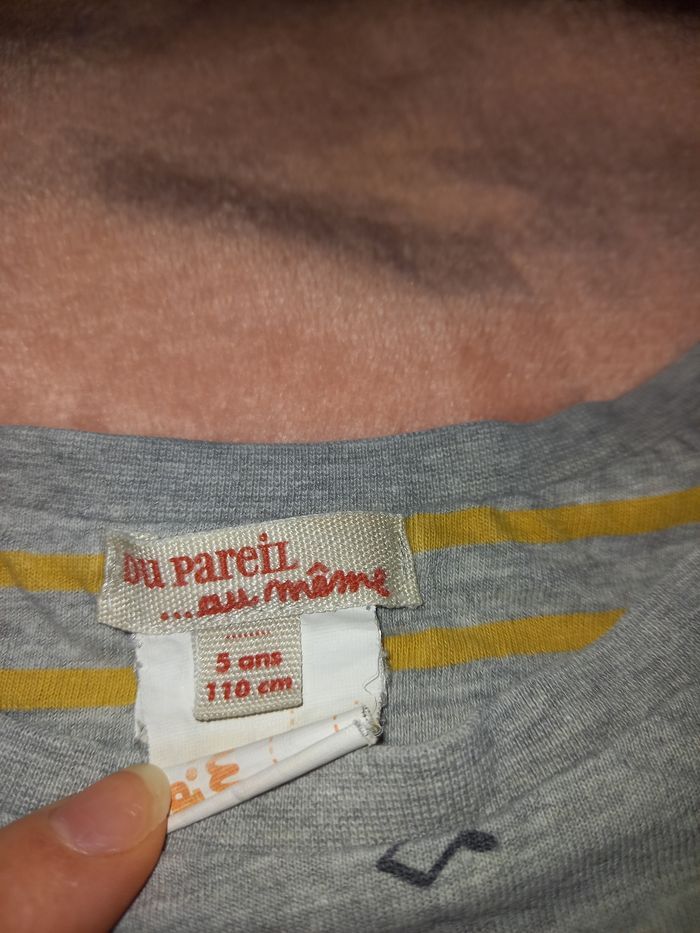 Du Pareil
...au même
5 ans
110 cm